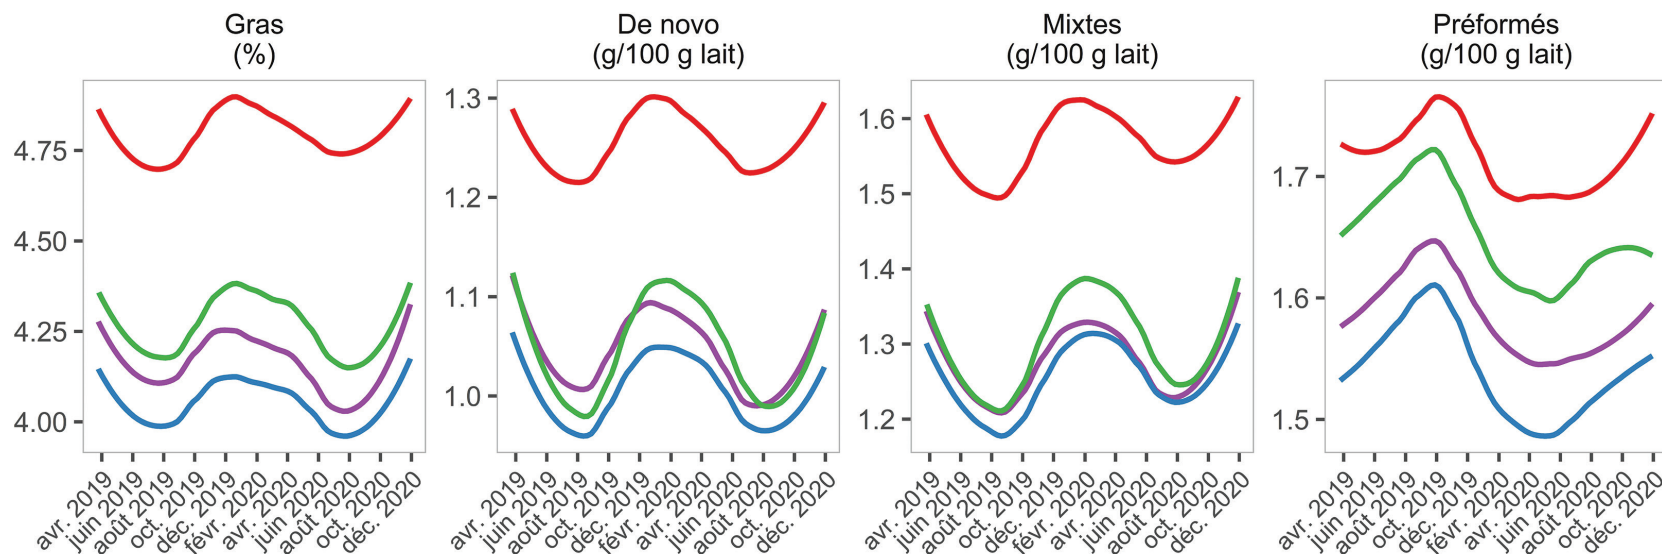 Gras
(%)
4.75
4.50
4.25
4.00
avr. 2019
juin 2019
août 2019
oct. 2019
déc. 2019
févr. 2020
avr. 2020
juin 2020
août 2020
oct. 2020
déc. 2020
De novo
(g/100 g lait)
1.3
1.2
1.1
1.0
avr. 2019
juin 2019
août 2019
oct. 2019
déc. 2019
févr. 2020
avr. 2020
juin 2020
août 2020
oct. 2020
déc. 2020
Mixtes
(g/100 g lait)
1.6
1.5
1.4
1.3
1.2
avr. 2019
juin 2019
août 2019
oct. 2019
déc. 2019
févr. 2020
avr. 2020
juin 2020
août 2020
oct. 2020
déc. 2020
Préformés
(g/100 g lait)
1.7
1.6
1.5
avr. 2019
juin 2019
août 2019
oct. 2019
déc. 2019
févr. 2020
avr. 2020
juin 2020
août 2020
oct. 2020
déc. 2020